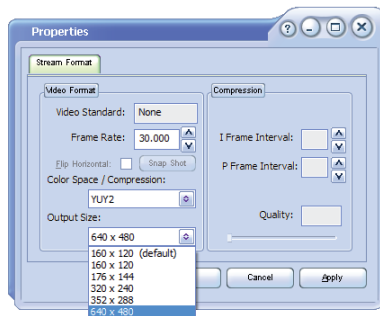 Properties
Stream Format
Video Format
Compression
Video Standard: None
Frame Rate: 30.000
I Frame Interval:
Flip Horizontal: Snap Shot
P Frame Interval:
Color Space / Compression:
YUY2
Output Size:
Quality:
640 x 480
160 x 120 (default)
160 x 120
176 x 144
320 x 240
352 x 288
640 x 480
Cancel
Apply